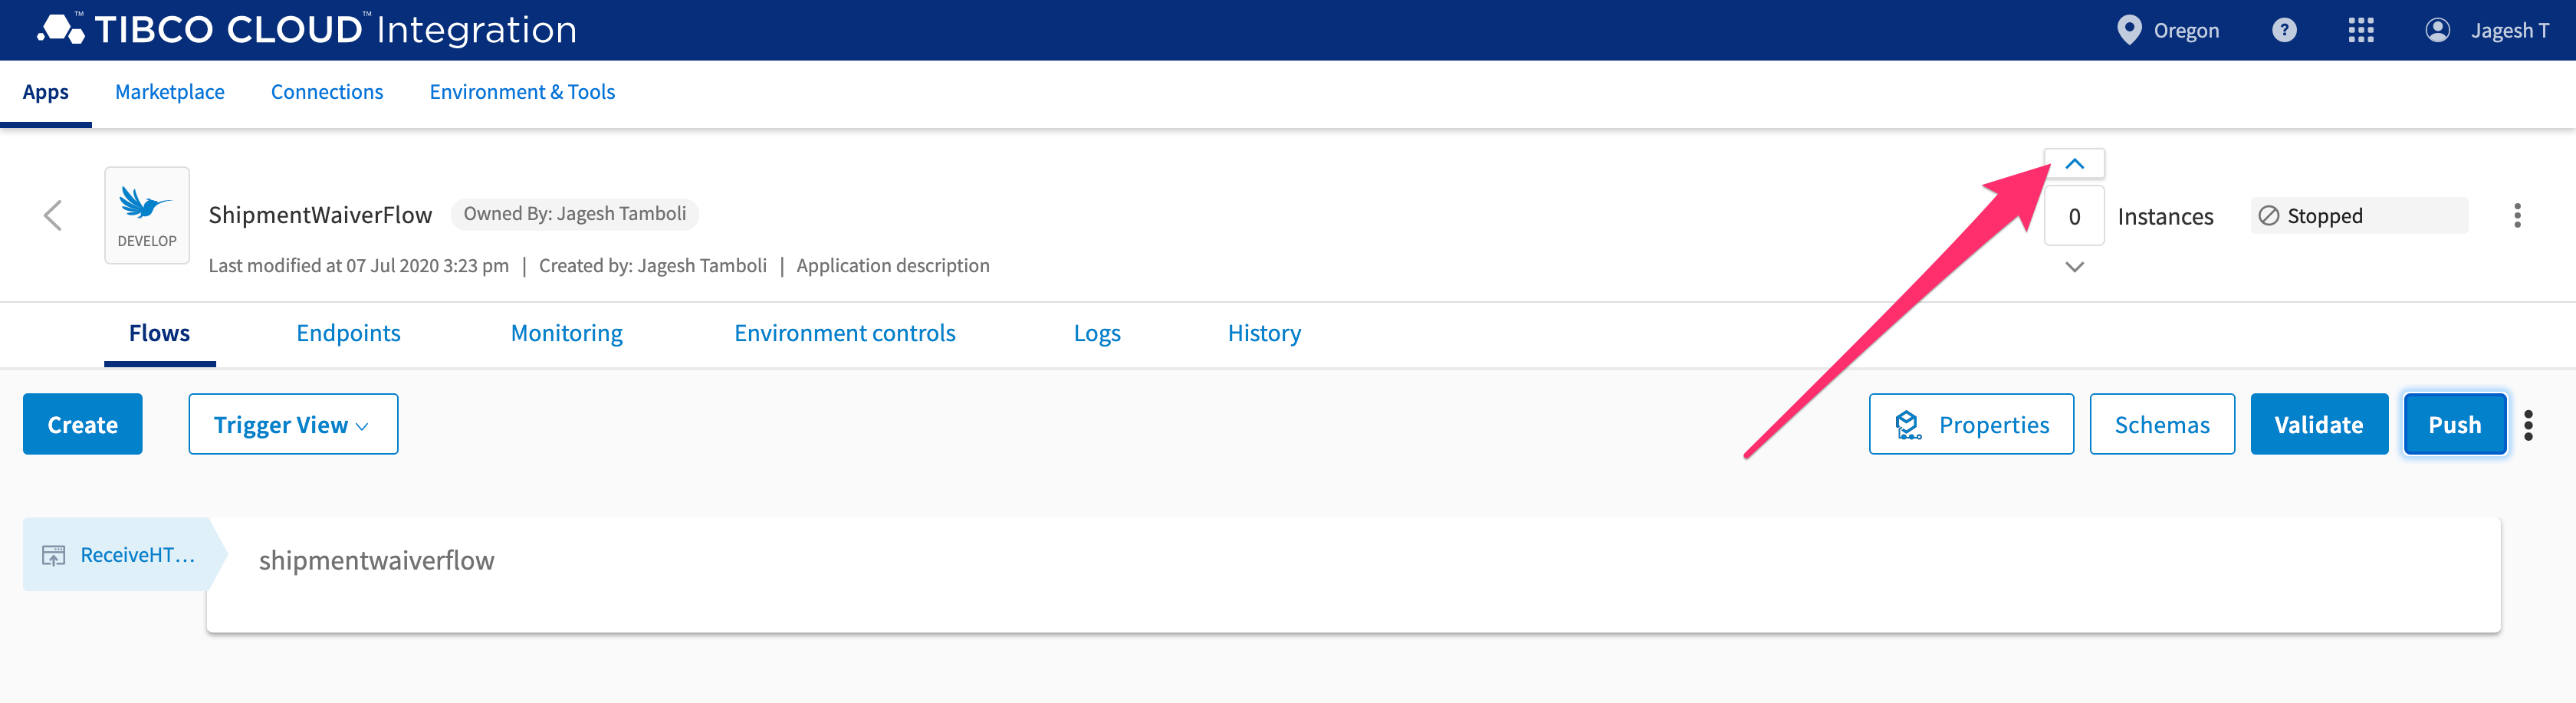 TIBCO CLOUD™ Integration
Oregon
?
Jagesh T
Apps
Marketplace
Connections
Environment & Tools
DEVELOP
ShipmentWaiverFlow
Owned By: Jagesh Tamboli
Last modified at 07 Jul 2020 3:23 pm | Created by: Jagesh Tamboli | Application description
0
Instances
Stopped
Flows
Endpoints
Monitoring
Environment controls
Logs
History
Create
Trigger View
Properties
Schemas
Validate
Push
ReceiveHT...
shipmentwaiverflow